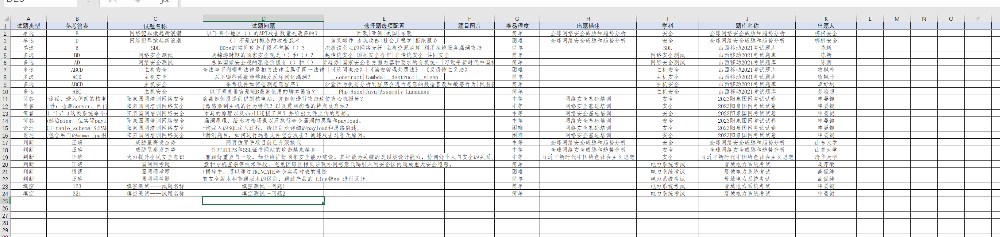 D25 fx
A B C D E F G H I J K L M N O P
1 试题类型 参考答案 试题名称 试题问题 选择题选项配置 题目图片 难易程度 出题描述 学科 题库名称 出题人
2 单选 B 网络犯罪掀起新浪潮 以下哪个地区（）的APT攻击数量是最多的？ 西欧|亚洲|美国|东欧 简单 全球网络安全威胁和趋势分析 安全 全球网络安全威胁和趋势分析 梆梆安全
3 单选 D 网络犯罪掀起新浪潮 （）不是APT概念的攻击战术 鱼叉邮件|水坑攻击|社会工程学|拒绝服务 困难 全球网络安全威胁和趋势分析 安全 全球网络安全威胁和趋势分析 梆梆安全
4 单选 B SDL DDos的常见攻击手段不包括（）？ 挖断该企业的网络光纤|主机资源消耗|利用拒绝服务漏洞攻击 简单 SDL 山西移动2021考试题库 陈新
5 多选 BD 网络安全测试 胡锦涛时期的国家安全观是（）和（）？ 越传统安全|国际安全合作|非传统安全|共同安全 简单 网络安全测试 山西移动2021考试题库 陈新
6 多选 AD 网络安全测试 总体国家安全观的理论价值有（）和（） 新趋势|国家安全各方面内容和要求的有机统一|习近平新时代中国特 简单 网络安全测试 山西移动2021考试题库 陈新
7 多选 ABCD 主机安全 全法与下列哪些法律是相关法律且属于同一法律 |《反间谍法》|《治安管理处罚法》|《反恐怖主义法》 困难 主机安全 山西移动2021考试题库 牧飙朴
8 多选 ACD 主机安全 以下哪些函数能够触发反序列化漏洞？ __construct|lambda|__destruct|__sleep 简单 主机安全 山西移动2021考试题库 牧飙朴
9 多选 ABCD 主机安全 杀毒软件如何检测恶意程序？ 沙盒行为提前分析到程序会进行恶意的数据篡改和敏感行为|试图获 简单 主机安全 山西移动2021考试题库 卓好玥
10 多选 ABC 主机安全 以下哪些语言是WEB最常使用的脚本语言？ Php|Aspx|Java|Assembly Language 简单 主机安全 山西移动2021考试题库 劳冶想
11 简答 途径，进入伊朗的核电 阳泉国网培训网络安全 病毒如何投递到伊朗核电站，并如何进行攻击致使离心机报废？ 中等 网络安全基础培训 安全 2023阳泉国网考试试卷 申晏键
12 简答 性：检测server、西门 阳泉国网培训网络安全 毒感染到主机的行为特征？以及震网病毒的特点及启示？ 中等 网络安全基础培训 安全 2023阳泉国网考试试卷 申晏键
13 简答 (‘ls’)这类系统命令 阳泉国网培训网络安全 木马的原理以及shell连接工具？并给出文件上传的思路。 中等 网络安全基础培训 安全 2023阳泉国网考试试卷 申晏键
14 简答 然后ping，但实际payl 阳泉国网培训网络安全 漏洞原理，给出攻击场景以及执行命令漏洞的思路和payload。 中等 网络安全基础培训 安全 2023阳泉国网考试试卷 申晏键
15 论述 CT+table_schema+SEPAR 阳泉国网培训网络安全 询注入的SQL注入过程，给出每步详细的payload和思路简述。 困难 网络安全基础培训 安全 2023阳泉国网考试试卷 申晏键
16 论述 包含后门的muma.jpg图 阳泉国网培训网络安全 漏洞题目，如何进行远程文件包含攻击？阐述攻击过程及原因。 困难 网络安全基础培训 安全 2023阳泉国网考试试卷 申晏键
17 判断 正确 威胁呈高发态势 网页仿冒手段目前已升级换代 中等 全球网络安全威胁和趋势分析 安全 全球网络安全威胁和趋势分析 山东大学
18 判断 正确 威胁呈高发态势 针对HTTPS和SSL证书网站的攻击越来越多 中等 全球网络安全威胁和趋势分析 安全 全球网络安全威胁和趋势分析 山东大学
19 判断 正确 大力提升全民安全意识 兼顾好重点与一般，加强维护好国家安全能力建设。其中最为关键的是顶层设计能力，协调好个人与安全的关系。 中等 习近平新时代中国特色社会主义思想 安全 习近平新时代中国特色社会主义思想 清华大学
20 判断 正确 国网网考题 盘和专机查杀等技术手段，避免因跨区拷贝导致外网恶意代码引入到安全区内造成重大安全隐患。 简单 电力系统考试 晋城电力系统考试 周芹敏
21 判断 错误 国网网考题 据库中，可以通过TRUNCATE命令实现对表的删除 困难 电力系统考试 晋城电力系统考试 高侃纯
22 判断 正确 国网网考题 有安全版本和普通版本的区别，通过产品的 Lice错se 进行区分 简单 电力系统考试 晋城电力系统考试 高侃纯
23 填空 123 填空测试——试题名称 填空测试 -问题1 简单 电力系统考试 晋城电力系统考试 申晏键
24 填空 321 填空测试——试题名称 填空测试 -问题2 简单 电力系统考试 晋城电力系统考试 申晏键
25
26
27
28
29